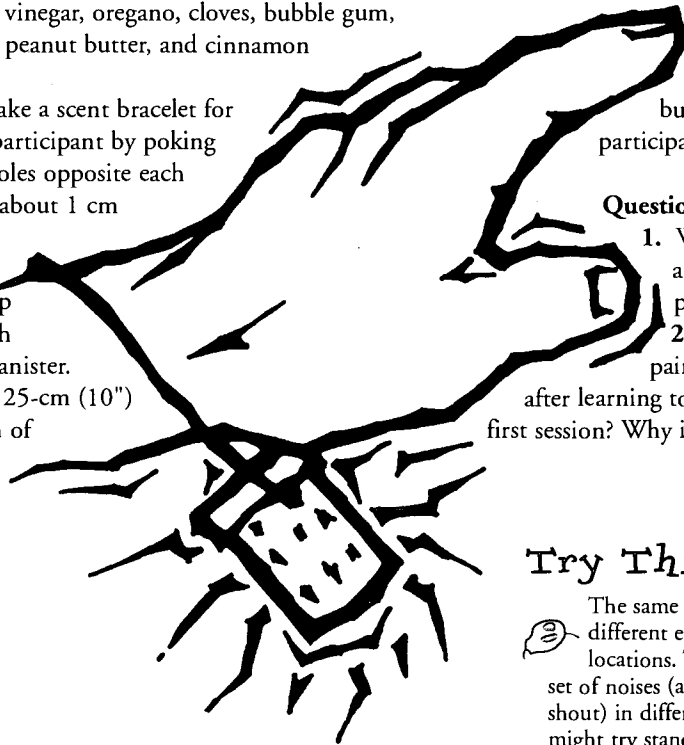 vinegar, oregano, cloves, bubble gum,
peanut butter, and cinnamon
ake a scent bracelet for
participant by poking
oles opposite each
about 1 cm
p
h
anister.
25-cm (10")
of
bu
participa
Questio
1.
a
p
2
pair
after learning to
first session? Why i
Try Th
The same
different e
locations.
set of noises (a
shout) in differ
might try stand